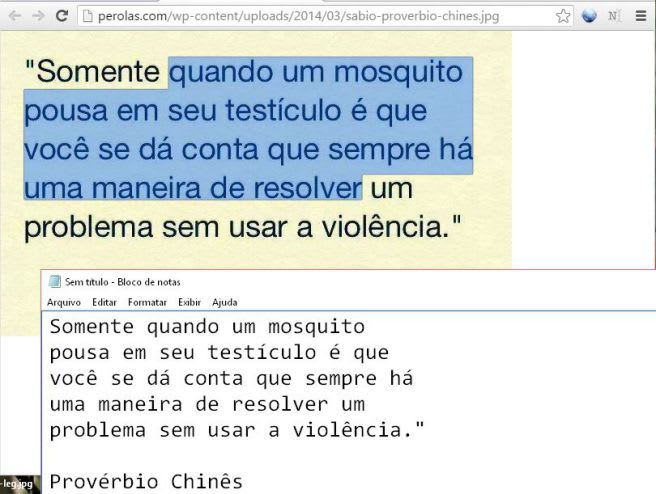 perolas.com/wp-content/uploads/2014/03/sabio-proverbio-chines.jpg
"Somente quando um mosquito
pousa em seu testículo é que
você se dá conta que sempre há
uma maneira de resolver um
problema sem usar a violência."
Sem título - Bloco de notas
Arquivo Editar Formatar Exibir Ajuda
Somente quando um mosquito
pousa em seu testículo é que
você se dá conta que sempre há
uma maneira de resolver um
problema sem usar a violência."
Provérbio Chinês
-leg.jpg